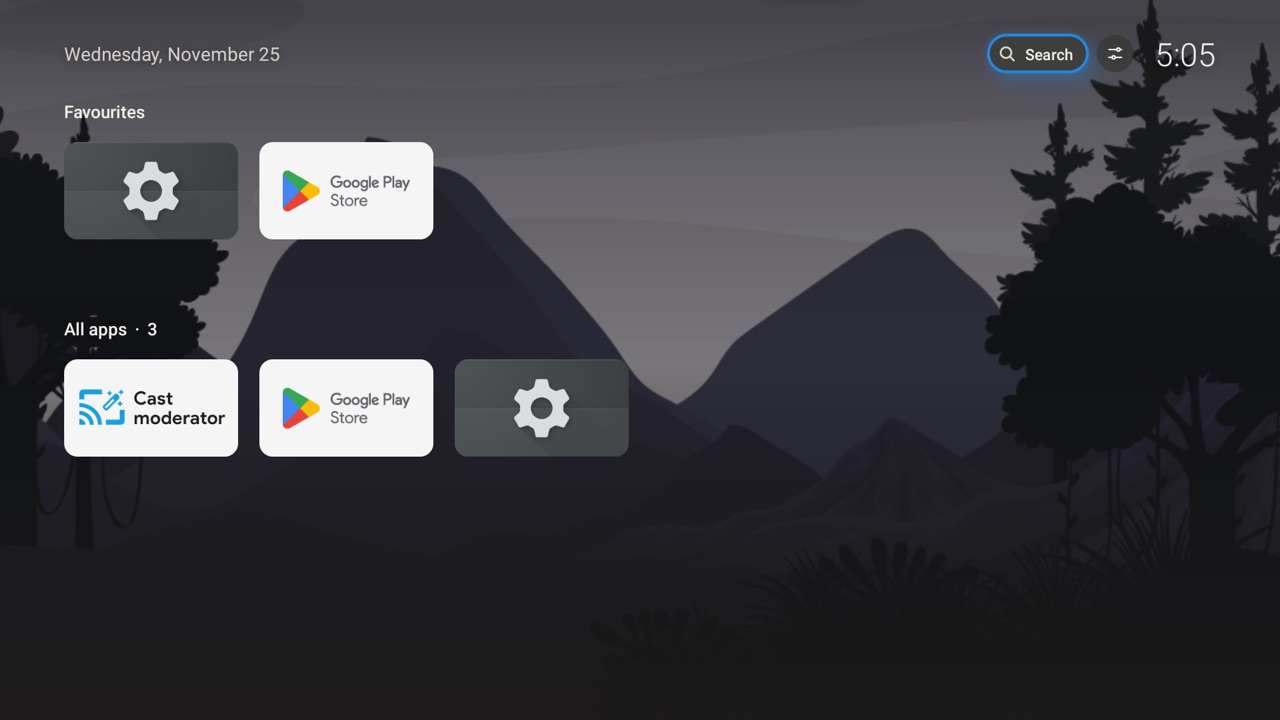 Wednesday, November 25
Search
5:05
Favourites
Google Play
Store
All apps · 3
Cast
moderator
Google Play
Store